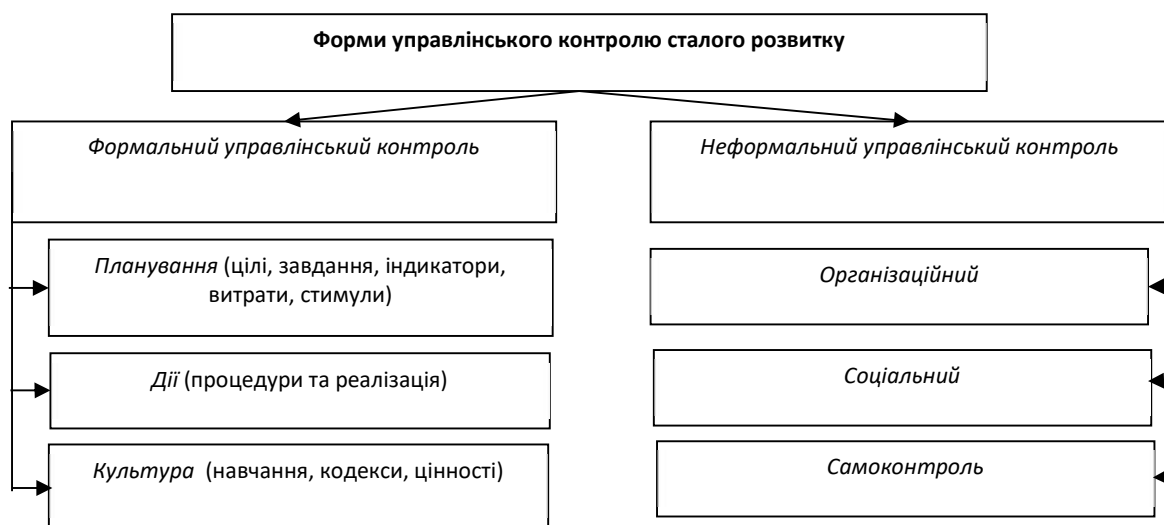 Форми управлінського контролю сталого розвитку
Формальний управлінський контроль
Неформальний управлінський контроль
Планування (цілі, завдання, індикатори,
витрати, стимули)
Організаційний
Дії (процедури та реалізація)
Соціальний
Культура (навчання, кодекси, цінності)
Самоконтроль